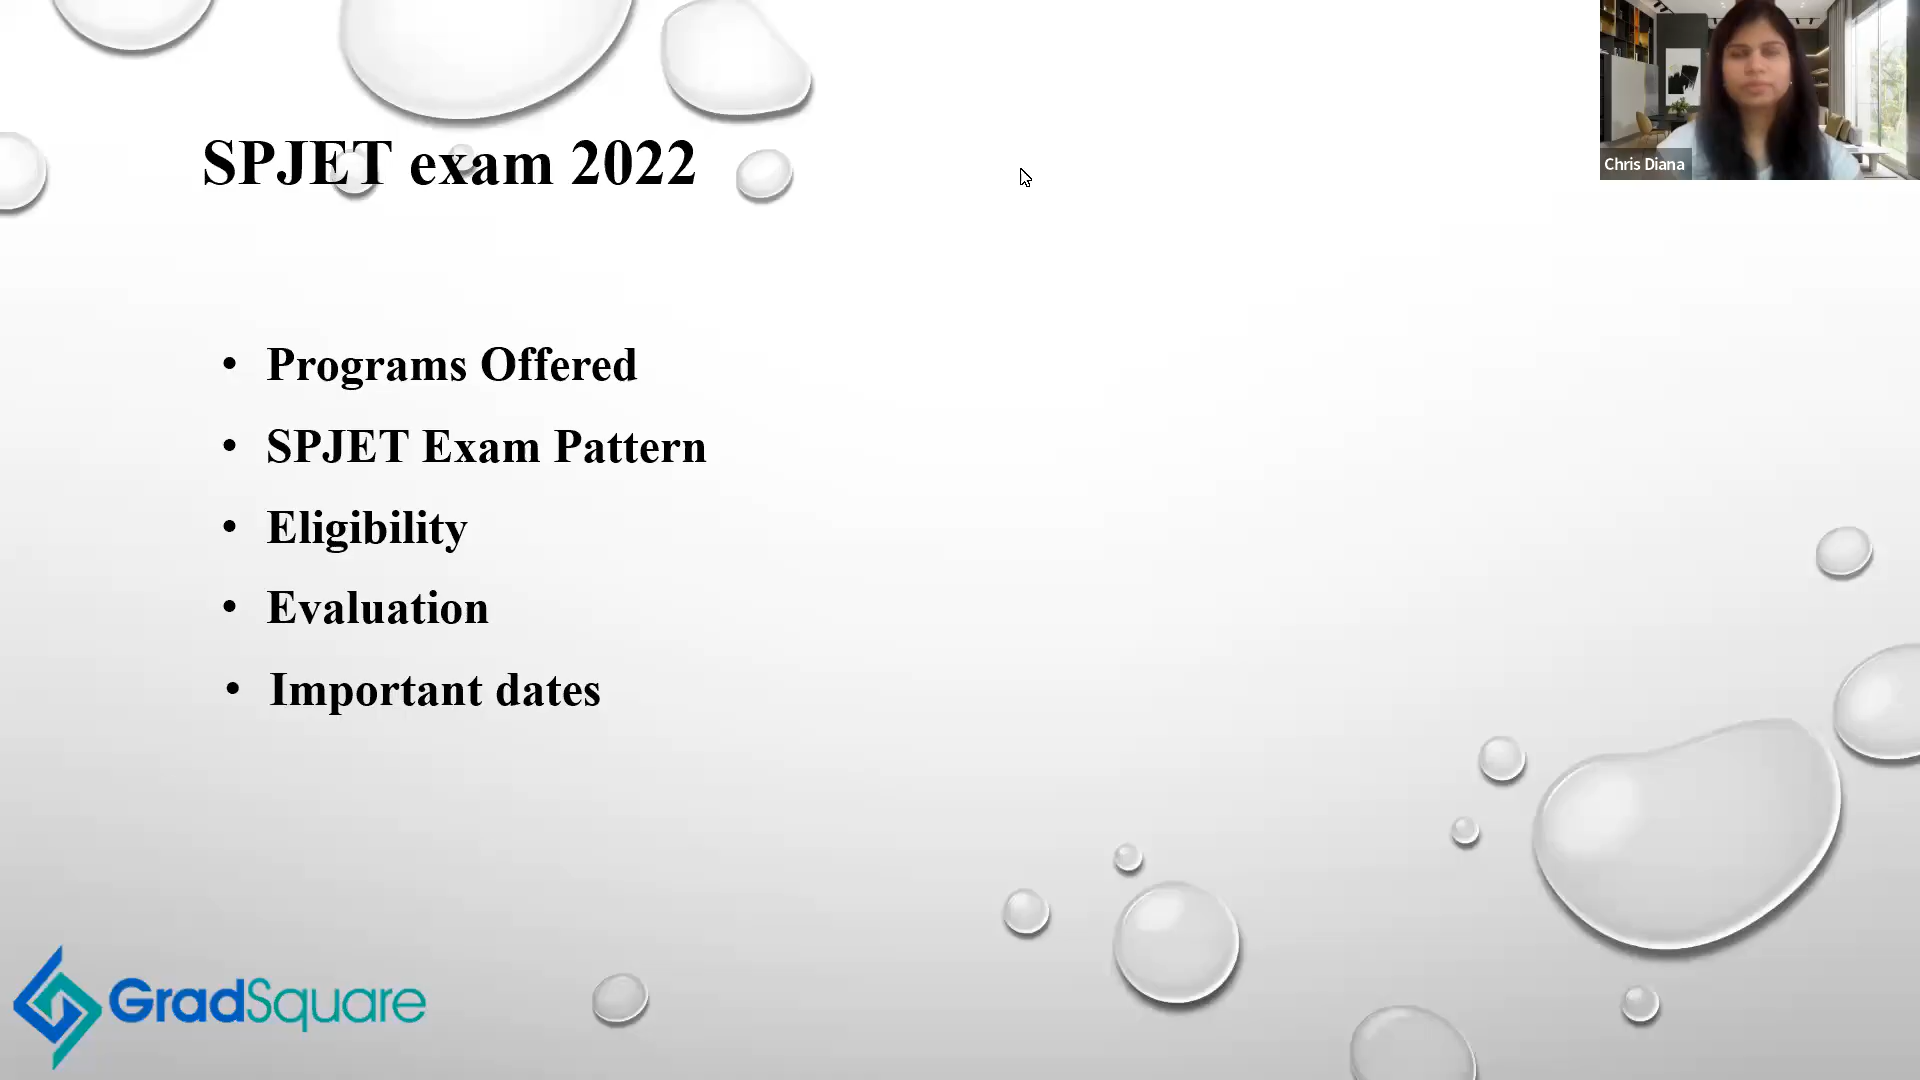 SPJET exam 2022
Chris Diana
• Programs Offered
• SPJET Exam Pattern
• Eligibility
• Evaluation
• Important dates
GradSquare